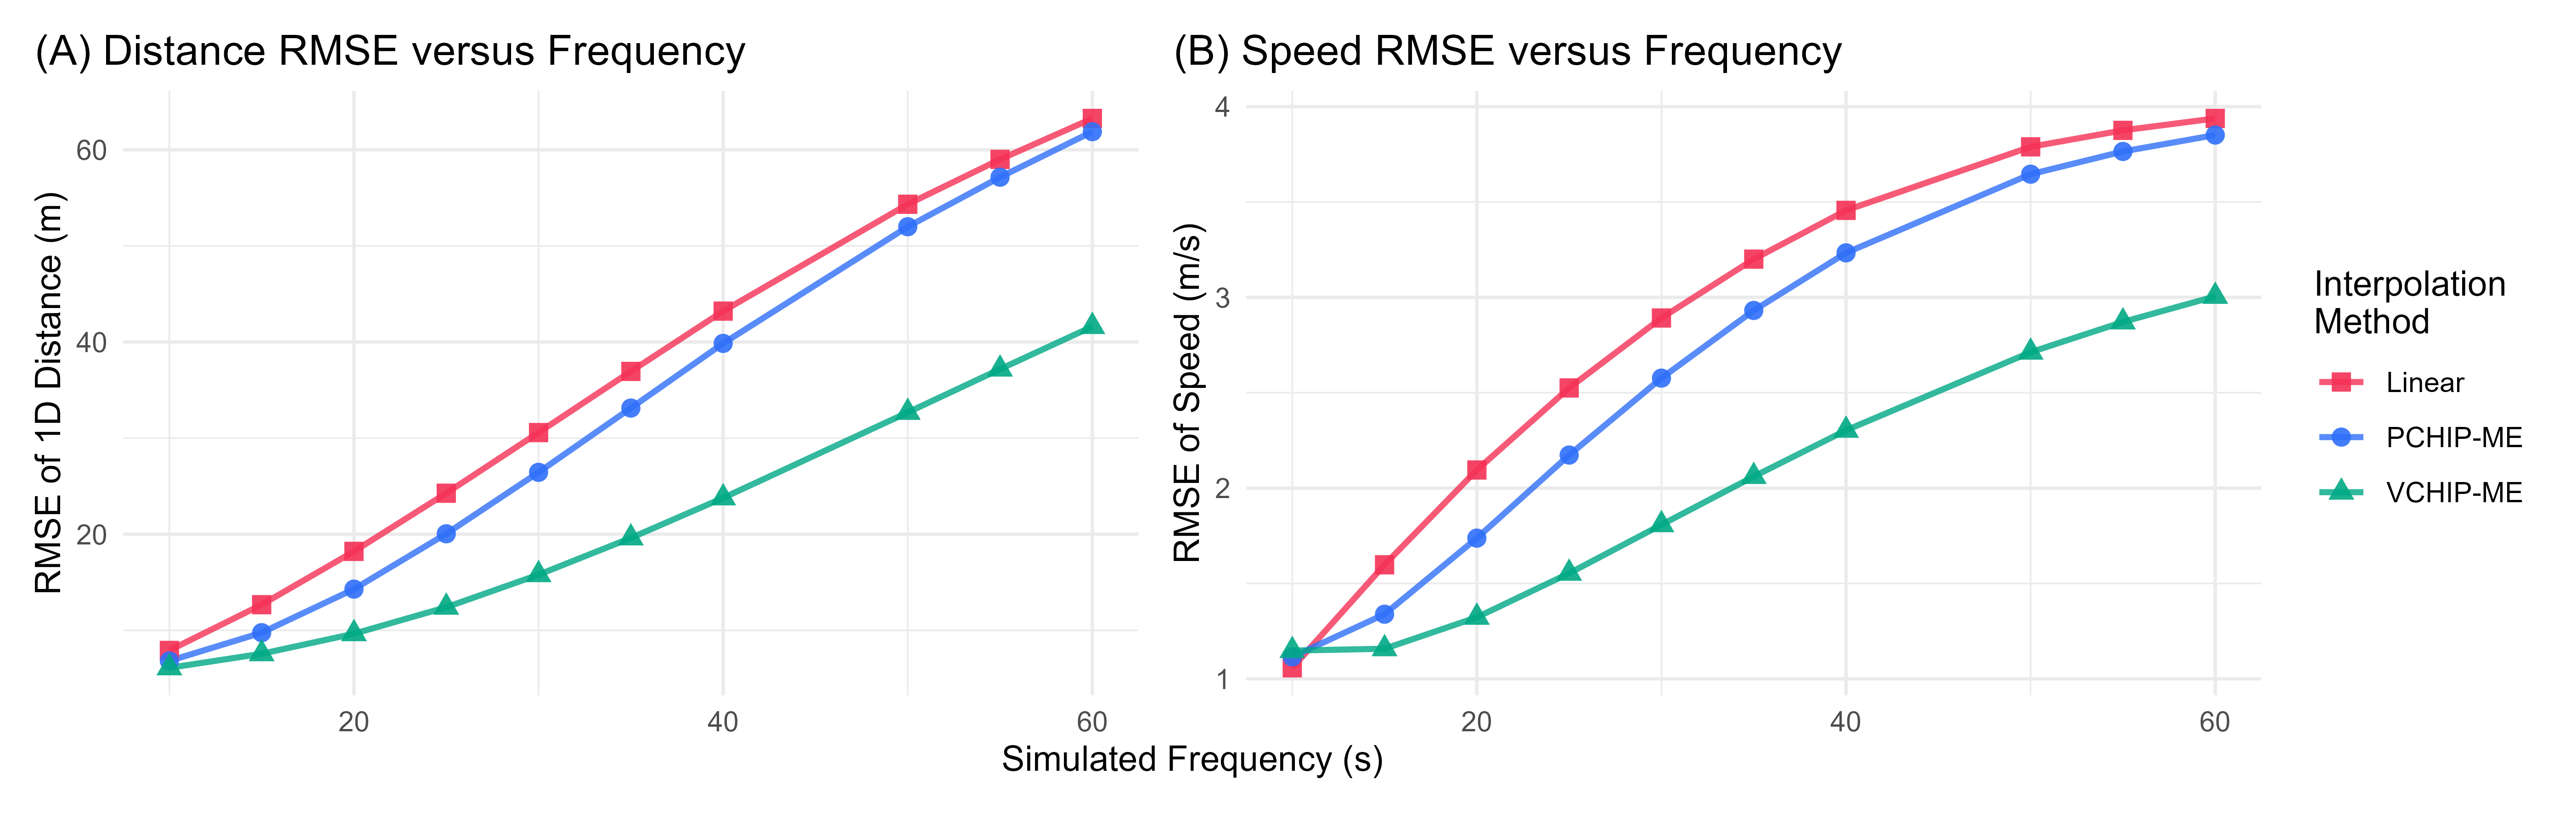 (A) Distance RMSE versus Frequency
RMSE of 1D Distance (m)
60
40
20
20
40
60
(B) Speed RMSE versus Frequency
RMSE of Speed (m/s)
4
3
2
1
20
40
60
Simulated Frequency (s)
Interpolation
Method
Linear
PCHIP-ME
VCHIP-ME